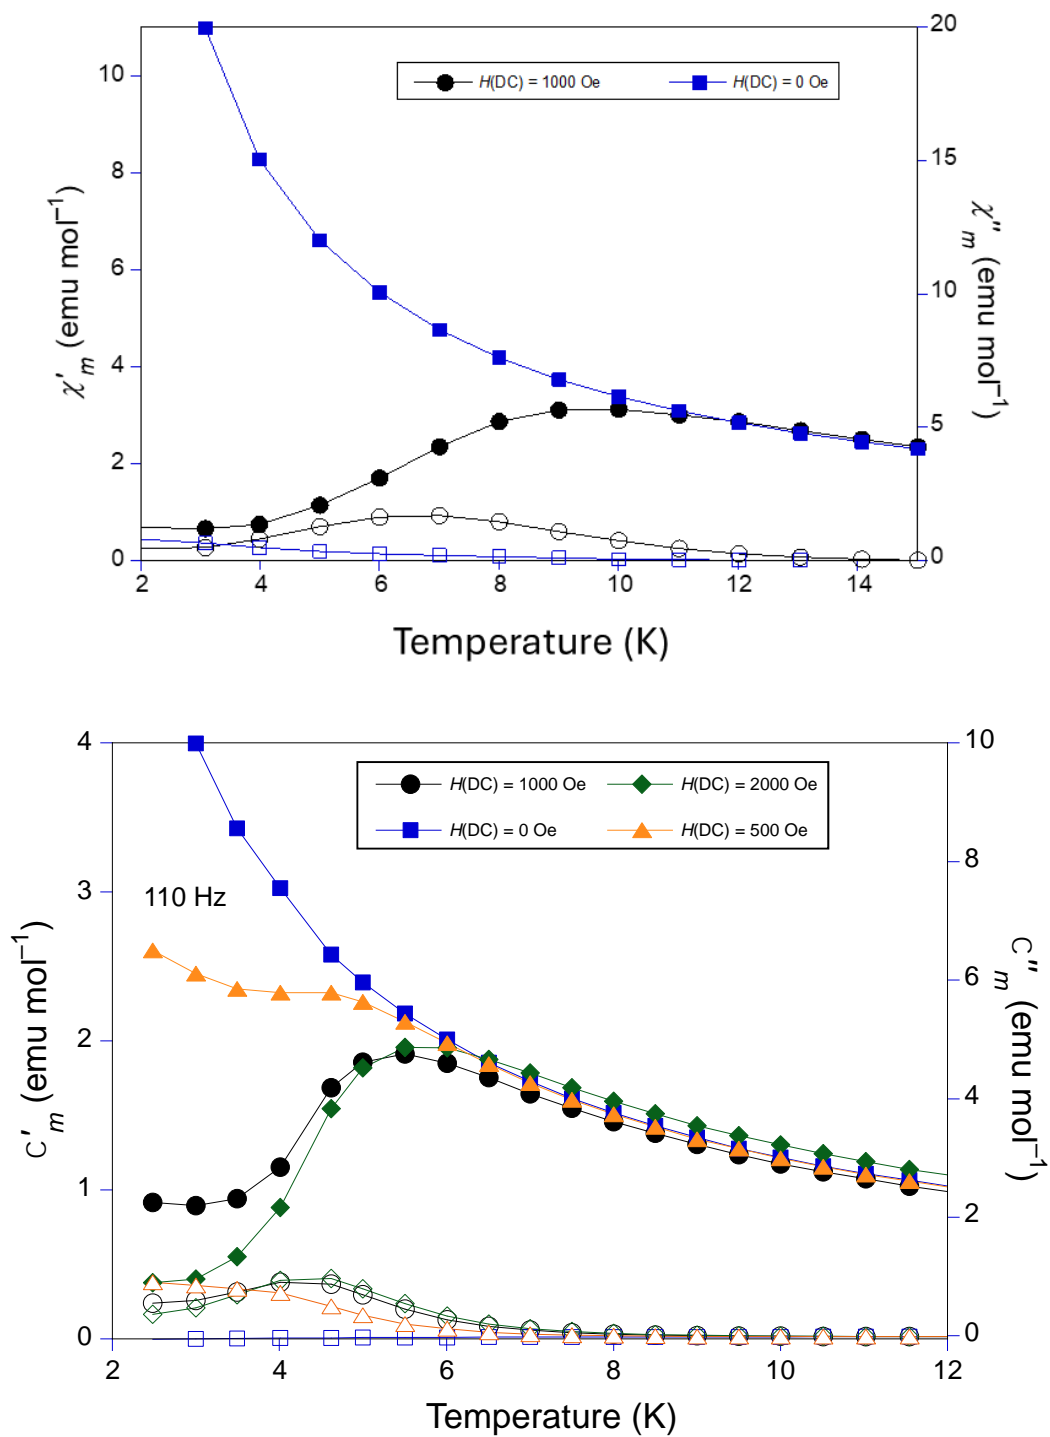 20
10
H(DC) = 1000 Oe
H(DC) = 0 Oe
8
15
χ′m (emu mol⁻¹)
χ″m (emu mol⁻¹)
6
10
4
5
2
0
0
2
4
6
8
10
12
14
Temperature (K)
4
10
H(DC) = 1000 Oe
H(DC) = 2000 Oe
H(DC) = 0 Oe
H(DC) = 500 Oe
8
3
110 Hz
C′m (emu mol⁻¹)
C″m (emu mol⁻¹)
6
2
4
1
2
0
0
2
4
6
8
10
12
Temperature (K)